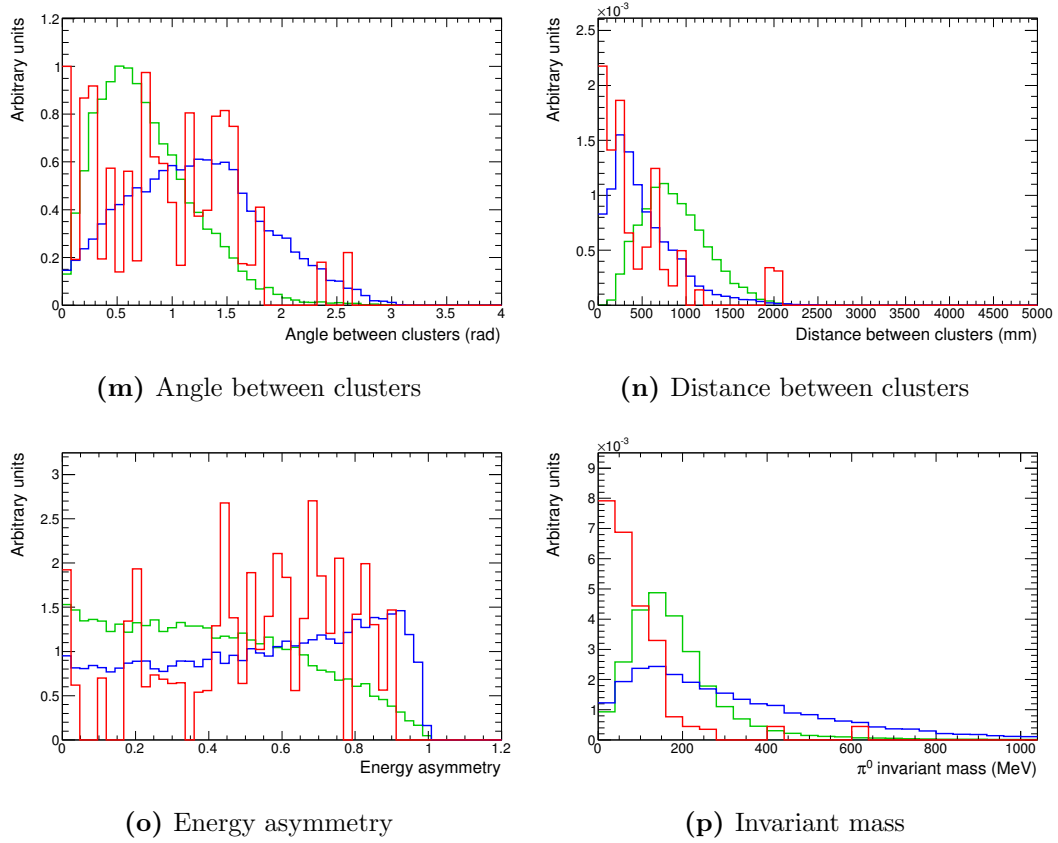 Arbitrary units
1.2
1
0.8
0.6
0.4
0.2
0
0 0.5 1 1.5 2 2.5 3 3.5 4
Angle between clusters (rad)
(m) Angle between clusters
×10⁻³
Arbitrary units
2.5
2
1.5
1
0.5
0
0 500 1000 1500 2000 2500 3000 3500 4000 4500 5000
Distance between clusters (mm)
(n) Distance between clusters
Arbitrary units
3
2.5
2
1.5
1
0.5
0
0 0.2 0.4 0.6 0.8 1 1.2
Energy asymmetry
(o) Energy asymmetry
×10⁻³
Arbitrary units
9
8
7
6
5
4
3
2
1
0
0 200 400 600 800 1000
π⁰ invariant mass (MeV)
(p) Invariant mass